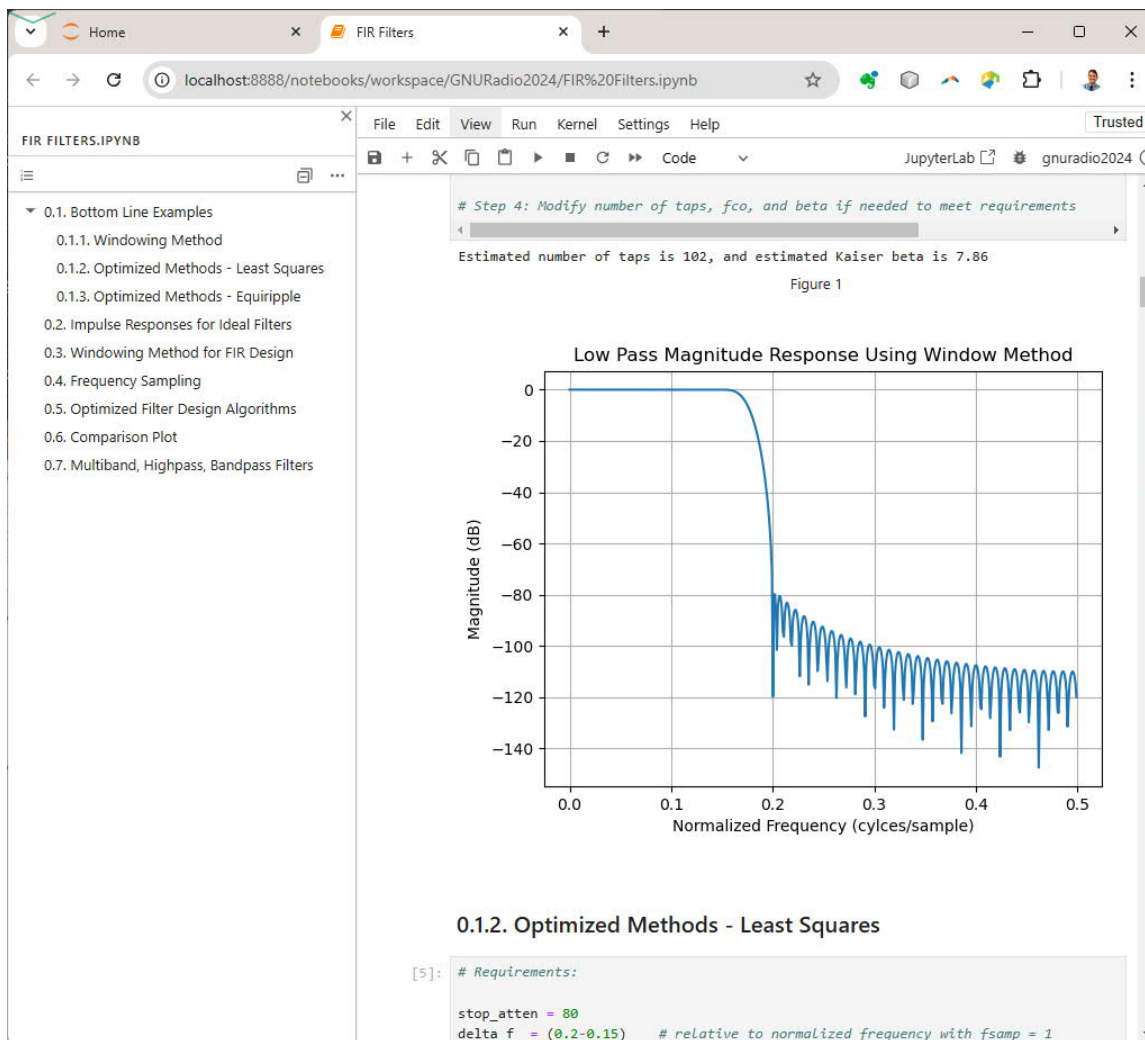 Home
FIR Filters
localhost:8888/notebooks/workspace/GNURadio2024/FIR%20Filters.ipynb
FIR FILTERS.IPYNB
0.1. Bottom Line Examples
0.1.1. Windowing Method
0.1.2. Optimized Methods - Least Squares
0.1.3. Optimized Methods - Equiripple
0.2. Impulse Responses for Ideal Filters
0.3. Windowing Method for FIR Design
0.4. Frequency Sampling
0.5. Optimized Filter Design Algorithms
0.6. Comparison Plot
0.7. Multiband, Highpass, Bandpass Filters
File Edit View Run Kernel Settings Help
Trusted
Code
JupyterLab
gnuradio2024
# Step 4: Modify number of taps, fco, and beta if needed to meet requirements
Estimated number of taps is 102, and estimated Kaiser beta is 7.86
Figure 1
Low Pass Magnitude Response Using Window Method
Magnitude (dB)
0
−20
−40
−60
−80
−100
−120
−140
0.0 0.1 0.2 0.3 0.4 0.5
Normalized Frequency (cylces/sample)
0.1.2. Optimized Methods - Least Squares
[5]: # Requirements:
stop_atten = 80
delta_f = (0.2-0.15) # relative to normalized frequency with fsamp = 1